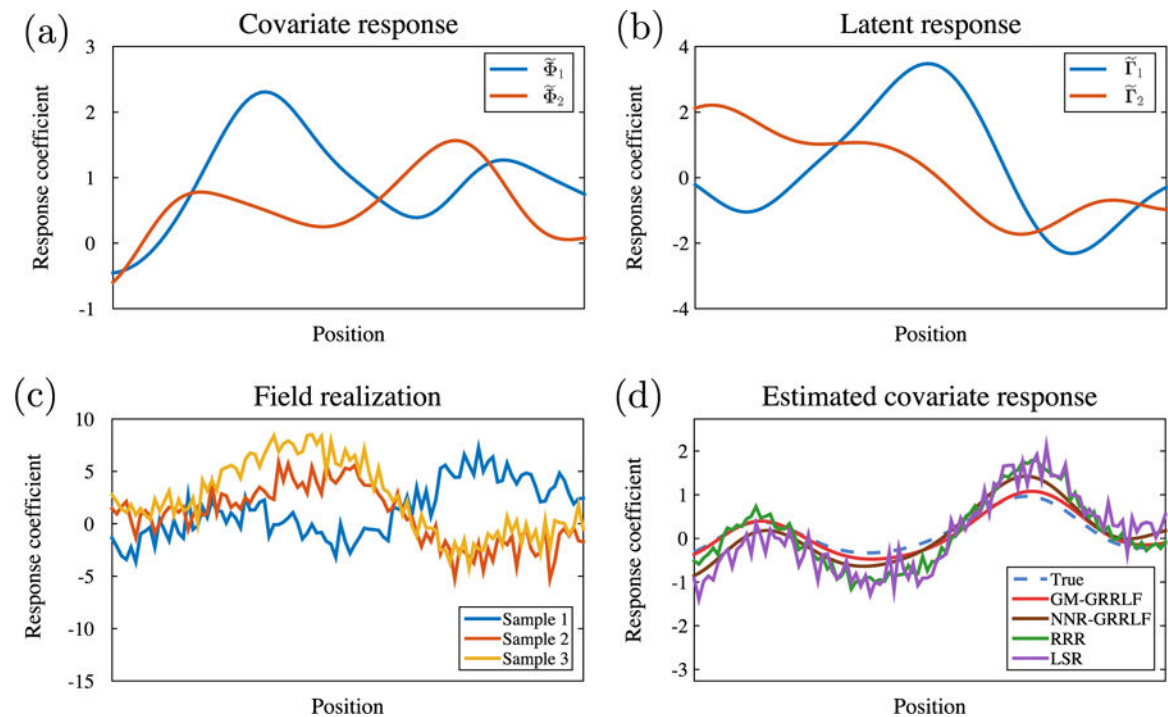 (a)
Covariate response
3
2
1
0
-1
Response coefficient
Position
Φ̃₁
Φ̃₂
(b)
Latent response
4
2
0
-2
-4
Response coefficient
Position
Γ̃₁
Γ̃₂
(c)
Field realization
10
5
0
-5
-10
-15
Response coefficient
Position
Sample 1
Sample 2
Sample 3
(d)
Estimated covariate response
2
1
0
-1
-2
-3
Response coefficient
Position
True
GM-GRRLF
NNR-GRRLF
RRR
LSR